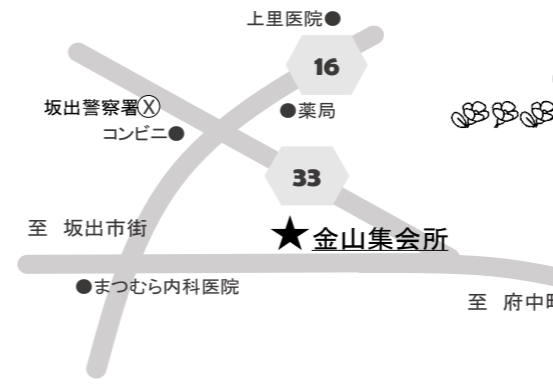 上里医院
16
坂出警察署
薬局
コンビニ
33
至 坂出市街
金山集会所
まつむら内科医院
至 府中町